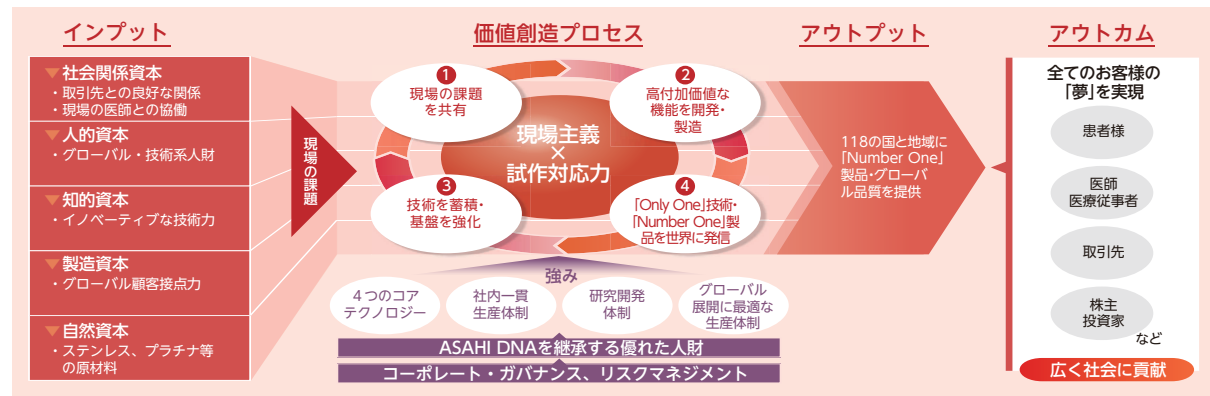 インプット
▼社会関係資本
・取引先との良好な関係
・現場の医師との協働
▼人的資本
・グローバル・技術系人財
▼知的資本
・イノベーティブな技術力
▼製造資本
・グローバル顧客接点力
▼自然資本
・ステンレス、プラチナ等
の原材料
現場の課題
価値創造プロセス
1
現場の課題
を共有
2
高付加価値な
機能を開発・
製造
現場主義
×
試作対応力
3
技術を蓄積・
基盤を強化
4
「Only One」技術・
「Number One」製
品を世界に発信
強み
4つのコア
テクノロジー
社内一貫
生産体制
研究開発
体制
グローバル
展開に最適な
生産体制
ASAHI DNAを継承する優れた人財
コーポレート・ガバナンス、リスクマネジメント
アウトプット
118の国と地域に
「Number One」
製品・グローバ
ル品質を提供
アウトカム
全てのお客様の
「夢」を実現
患者様
医師
医療従事者
取引先
株主
投資家
など
広く社会に貢献